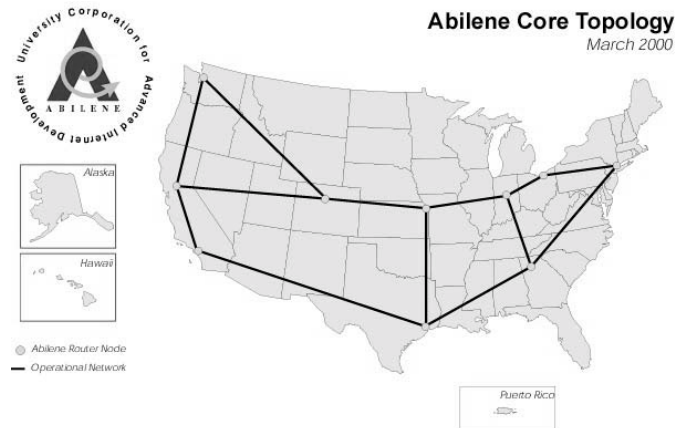 University Corporation for Advanced Internet Development
ABILENE
Abilene Core Topology
March 2000
Alaska
Hawaii
Abilene Router Node
Operational Network
Puerto Rico